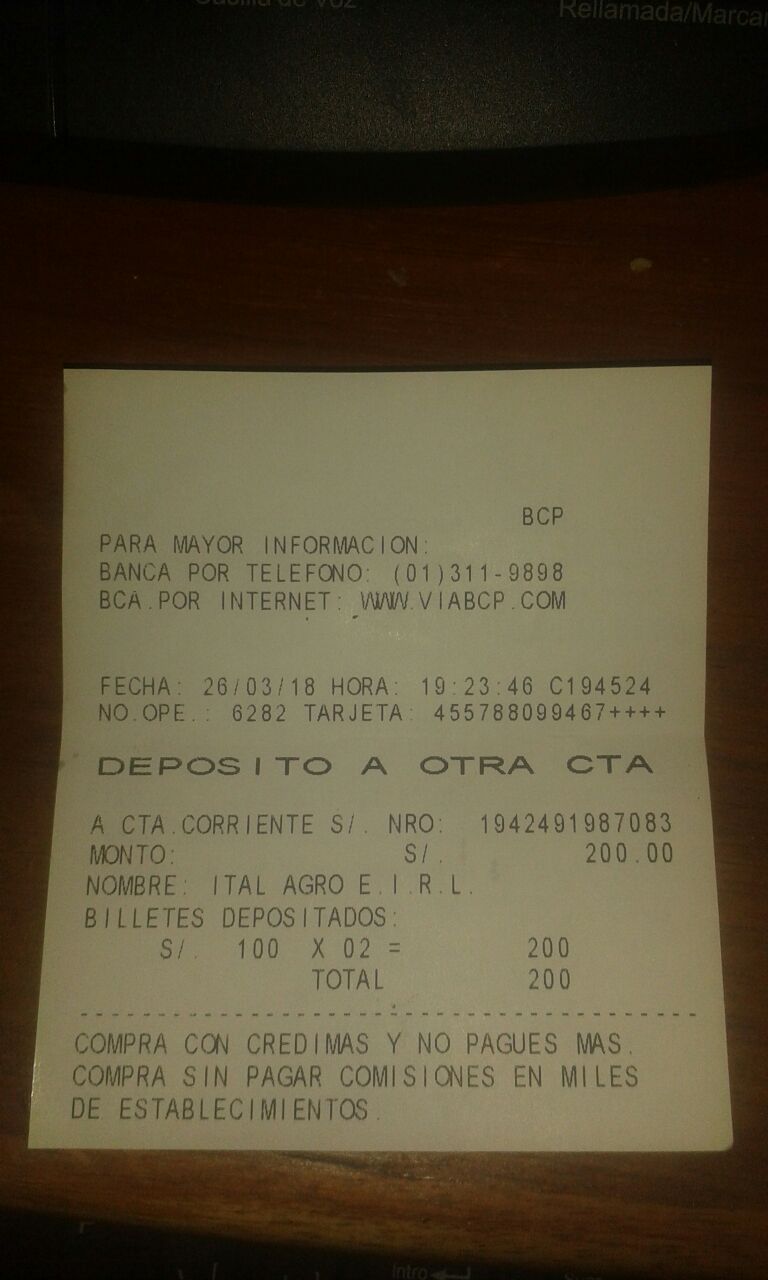 Casilla de Voz Rellamada/Marcar
BCP
PARA MAYOR INFORMACION:
BANCA POR TELEFONO: (01)311-9898
BCA.POR INTERNET: WWW.VIABCP.COM
FECHA: 26/03/18 HORA: 19:23:46 C194524
NO.OPE.: 6282 TARJETA: 455788099467++++
DEPOSITO A OTRA CTA
A CTA.CORRIENTE S/. NRO: 1942491987083
MONTO: S/. 200.00
NOMBRE: ITAL AGRO E.I.R.L.
BILLETES DEPOSITADOS:
S/. 100 X 02 = 200
TOTAL 200
----------------------------------------
COMPRA CON CREDIMAS Y NO PAGUES MAS.
COMPRA SIN PAGAR COMISIONES EN MILES
DE ESTABLECIMIENTOS.
Intro